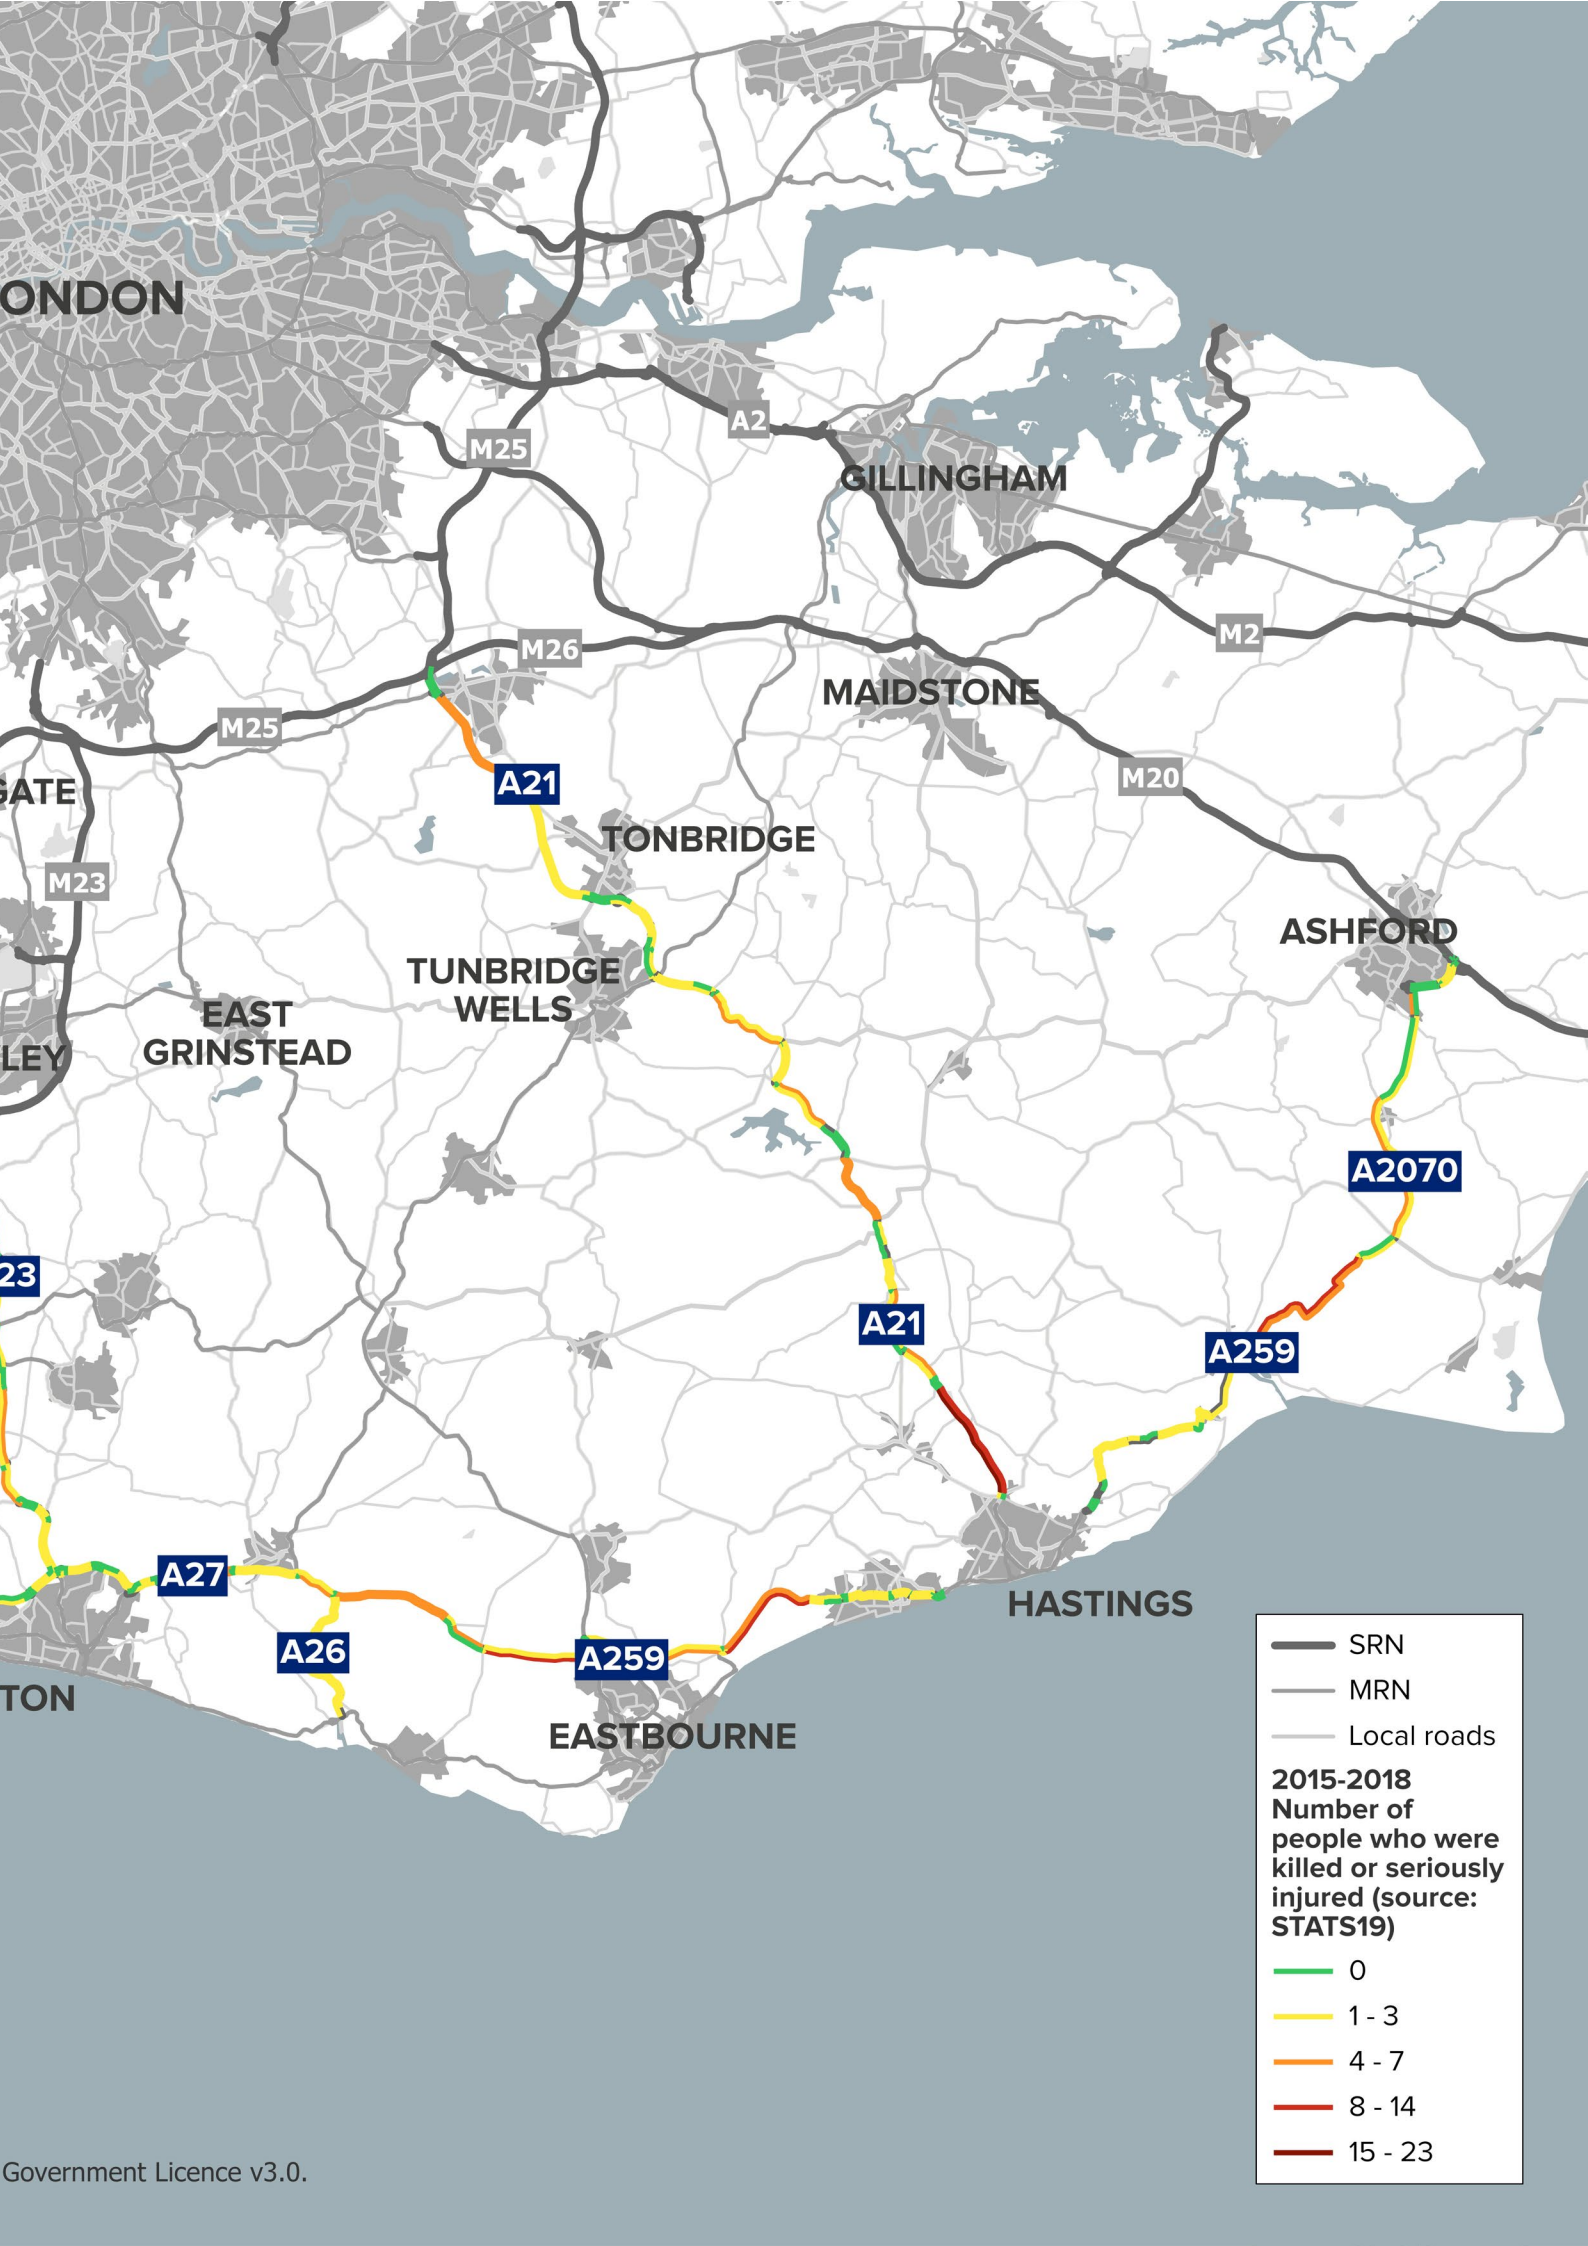 ONDON
A2
M25
GILLINGHAM
M2
M26
MAIDSTONE
M25
M20
A21
GATE
TONBRIDGE
M23
ASHFORD
TUNBRIDGE
WELLS
EAST
GRINSTEAD
LEY
A2070
23
A21
A259
A27
HASTINGS
A26
A259
TON
EASTBOURNE
SRN
MRN
Local roads
2015-2018
Number of
people who were
killed or seriously
injured (source:
STATS19)
0
1 - 3
4 - 7
8 - 14
15 - 23
Government Licence v3.0.